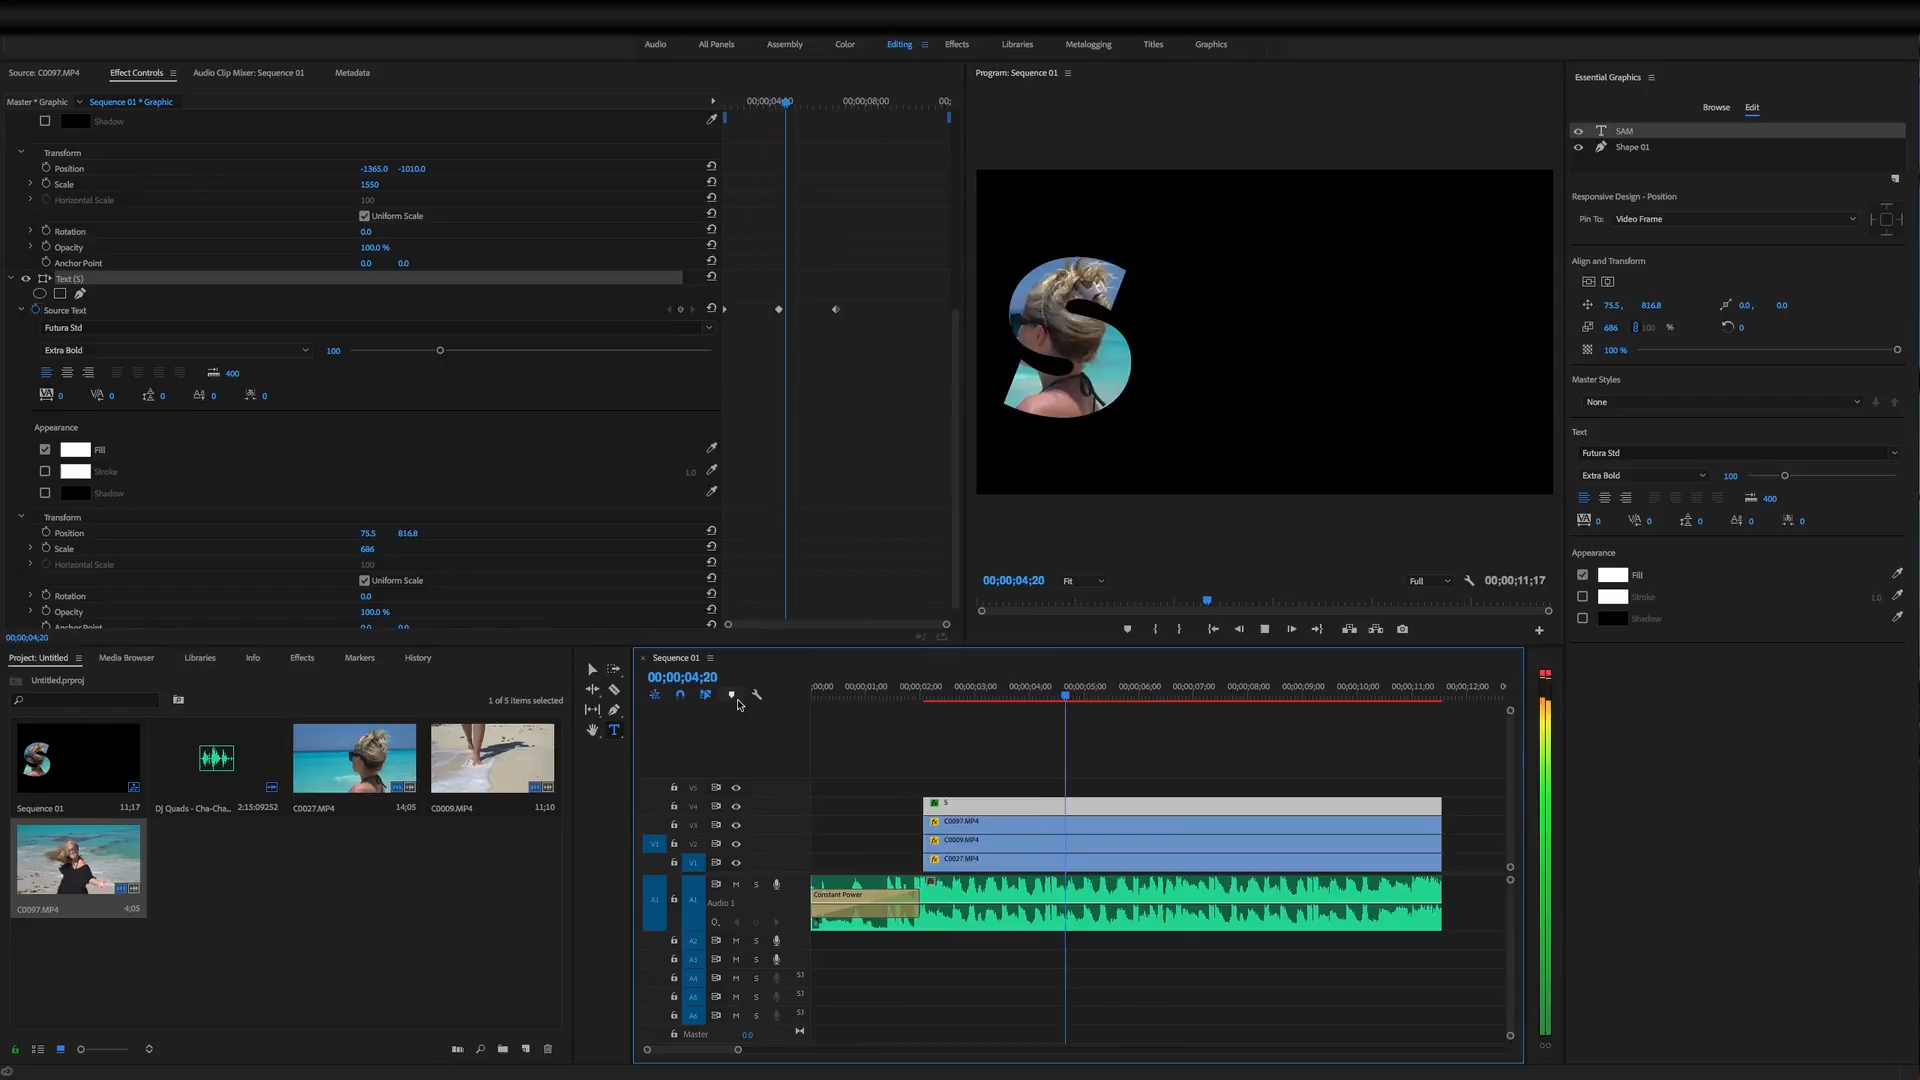 Audio
All Panels
Assembly
Color
Editing
Effects
Libraries
Metalogging
Titles
Graphics
Source: C0097.MP4
Effect Controls
Audio Clip Mixer: Sequence 01
Metadata
Master * Graphic
Sequence 01 * Graphic
00;00;08;00
Shadow
Transform
Position -1365.0 -1010.0
Scale 1550
Horizontal Scale 100
Uniform Scale
Rotation 0.0
Opacity 100.0 %
Anchor Point 0.0 0.0
Text (S)
Source Text
Futura Std
Extra Bold 100
400
0 0 0 0 0
Appearance
Fill
Stroke 1.0
Shadow
Transform
Position 75.5 816.8
Scale 686
Horizontal Scale 100
Uniform Scale
Rotation 0.0
Opacity 100.0 %
Anchor Point 0.0 0.0
00;00;04;20
Program: Sequence 01
S
00;00;04;20 Fit Full 00;00;11;17
Essential Graphics
Browse Edit
SAM
Shape 01
Responsive Design - Position
Pin To: Video Frame
Align and Transform
75.5 , 816.8 0.0 , 0.0
686 100 % 0
100 %
Master Styles
None
Text
Futura Std
Extra Bold 100
400
0 0 0 0 0
Appearance
Fill
Stroke 1.0
Shadow
Project: Untitled
Media Browser
Libraries
Info
Effects
Markers
History
Untitled.prproj
1 of 5 items selected
Sequence 01 11;17
Dj Quads - Cha-Cha... 2:15:09252
C0027.MP4 14;05
C0009.MP4 11;10
C0097.MP4 4;05
Sequence 01
00;00;04;20
;00;00 00;00;01;00 00;00;02;00 00;00;03;00 00;00;04;00 00;00;05;00 00;00;06;00 00;00;07;00 00;00;08;00 00;00;09;00 00;00;10;00 00;00;11;00 00;00;12;00
V5
V4 S
V3 C0097.MP4
V1 V2 C0009.MP4
V1 C0027.MP4
M S
A1 A1 Constant Power
Audio 1
A2 M S
A3 M S
A4 M S 5.1
A5 M S 5.1
A6 M S 5.1
Master 0.0